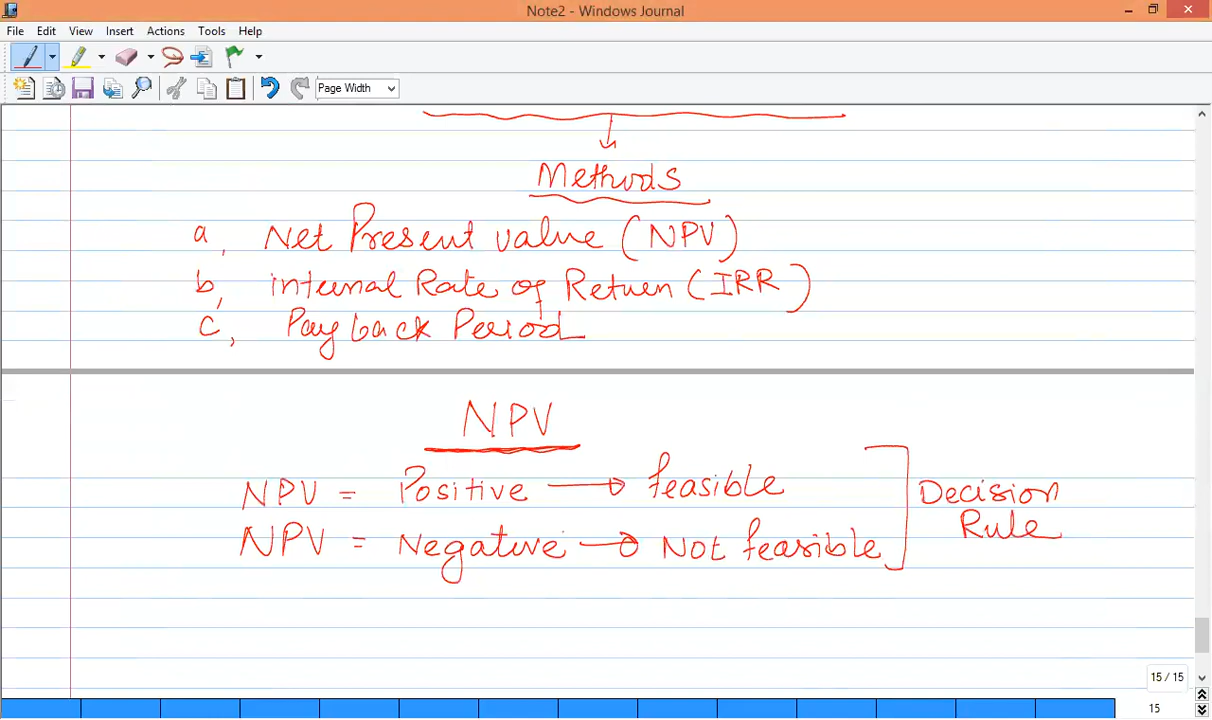 Note2 - Windows Journal
File Edit View Insert Actions Tools Help
Page Width
Methods
a, Net Present value (NPV)
b, internal Rate of Return (IRR)
c, Payback Period
NPV
NPV = Positive → feasible
NPV = Negative → Not feasible
Decision
Rule
15 / 15
15